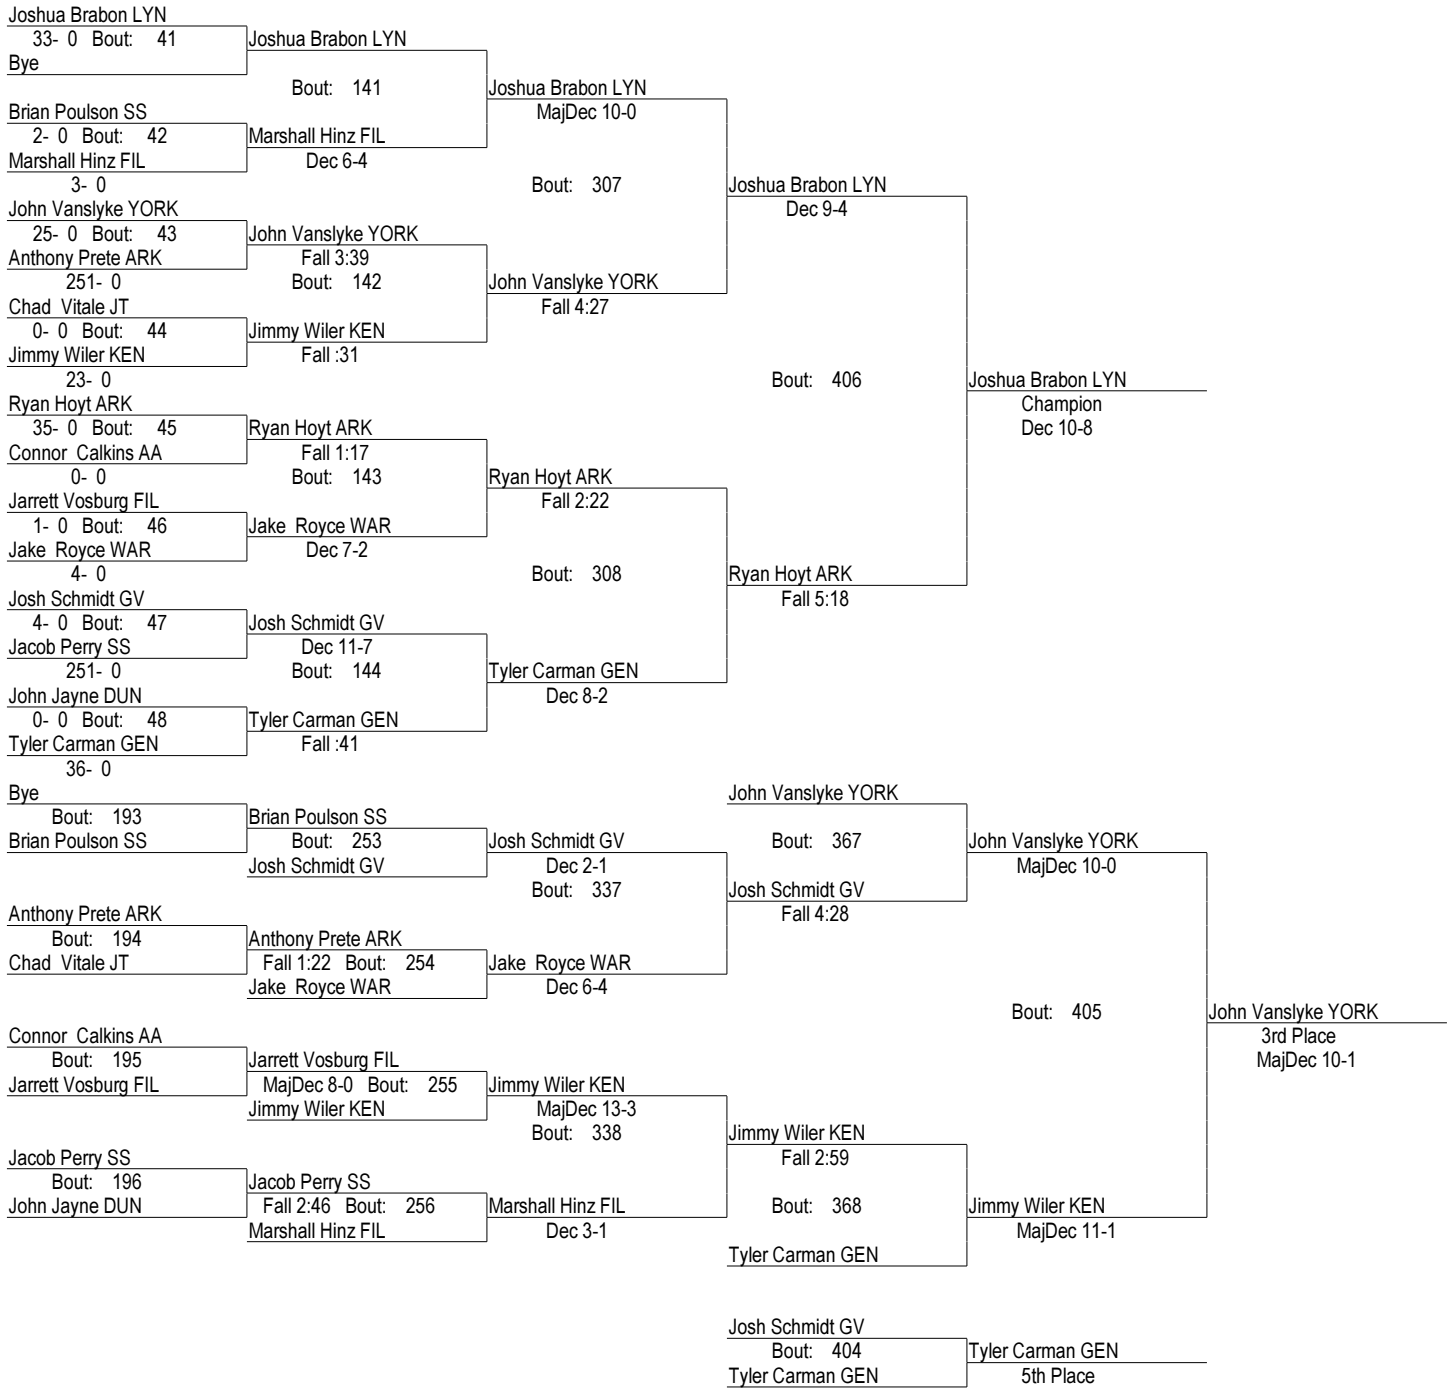 Joshua Brabon LYN
33- 0 Bout: 41 Joshua Brabon LYN
Bye
Bout: 141 Joshua Brabon LYN
Brian Poulson SS MajDec 10-0
2- 0 Bout: 42 Marshall Hinz FIL
Marshall Hinz FIL Dec 6-4
3- 0 Bout: 307 Joshua Brabon LYN
John Vanslyke YORK Dec 9-4
25- 0 Bout: 43 John Vanslyke YORK
Anthony Prete ARK Fall 3:39
251- 0 Bout: 142 John Vanslyke YORK
Chad Vitale JT Fall 4:27
0- 0 Bout: 44 Jimmy Wiler KEN
Jimmy Wiler KEN Fall :31
23- 0 Bout: 406 Joshua Brabon LYN
Ryan Hoyt ARK Champion
35- 0 Bout: 45 Ryan Hoyt ARK Dec 10-8
Connor Calkins AA Fall 1:17
0- 0 Bout: 143 Ryan Hoyt ARK
Jarrett Vosburg FIL Fall 2:22
1- 0 Bout: 46 Jake Royce WAR
Jake Royce WAR Dec 7-2
4- 0 Bout: 308 Ryan Hoyt ARK
Josh Schmidt GV Fall 5:18
4- 0 Bout: 47 Josh Schmidt GV
Jacob Perry SS Dec 11-7
251- 0 Bout: 144 Tyler Carman GEN
John Jayne DUN Dec 8-2
0- 0 Bout: 48 Tyler Carman GEN
Tyler Carman GEN Fall :41
36- 0
Bye John Vanslyke YORK
Bout: 193 Brian Poulson SS
Brian Poulson SS Bout: 253 Josh Schmidt GV Bout: 367 John Vanslyke YORK
Josh Schmidt GV Dec 2-1 MajDec 10-0
Bout: 337 Josh Schmidt GV
Anthony Prete ARK Fall 4:28
Bout: 194 Anthony Prete ARK
Chad Vitale JT Fall 1:22 Bout: 254 Jake Royce WAR
Jake Royce WAR Dec 6-4
Bout: 405 John Vanslyke YORK
Connor Calkins AA 3rd Place
Bout: 195 Jarrett Vosburg FIL MajDec 10-1
Jarrett Vosburg FIL MajDec 8-0 Bout: 255 Jimmy Wiler KEN
Jimmy Wiler KEN MajDec 13-3
Bout: 338 Jimmy Wiler KEN
Jacob Perry SS Fall 2:59
Bout: 196 Jacob Perry SS
John Jayne DUN Fall 2:46 Bout: 256 Marshall Hinz FIL Bout: 368 Jimmy Wiler KEN
Marshall Hinz FIL Dec 3-1 MajDec 11-1
Tyler Carman GEN
Josh Schmidt GV
Bout: 404 Tyler Carman GEN
Tyler Carman GEN 5th Place